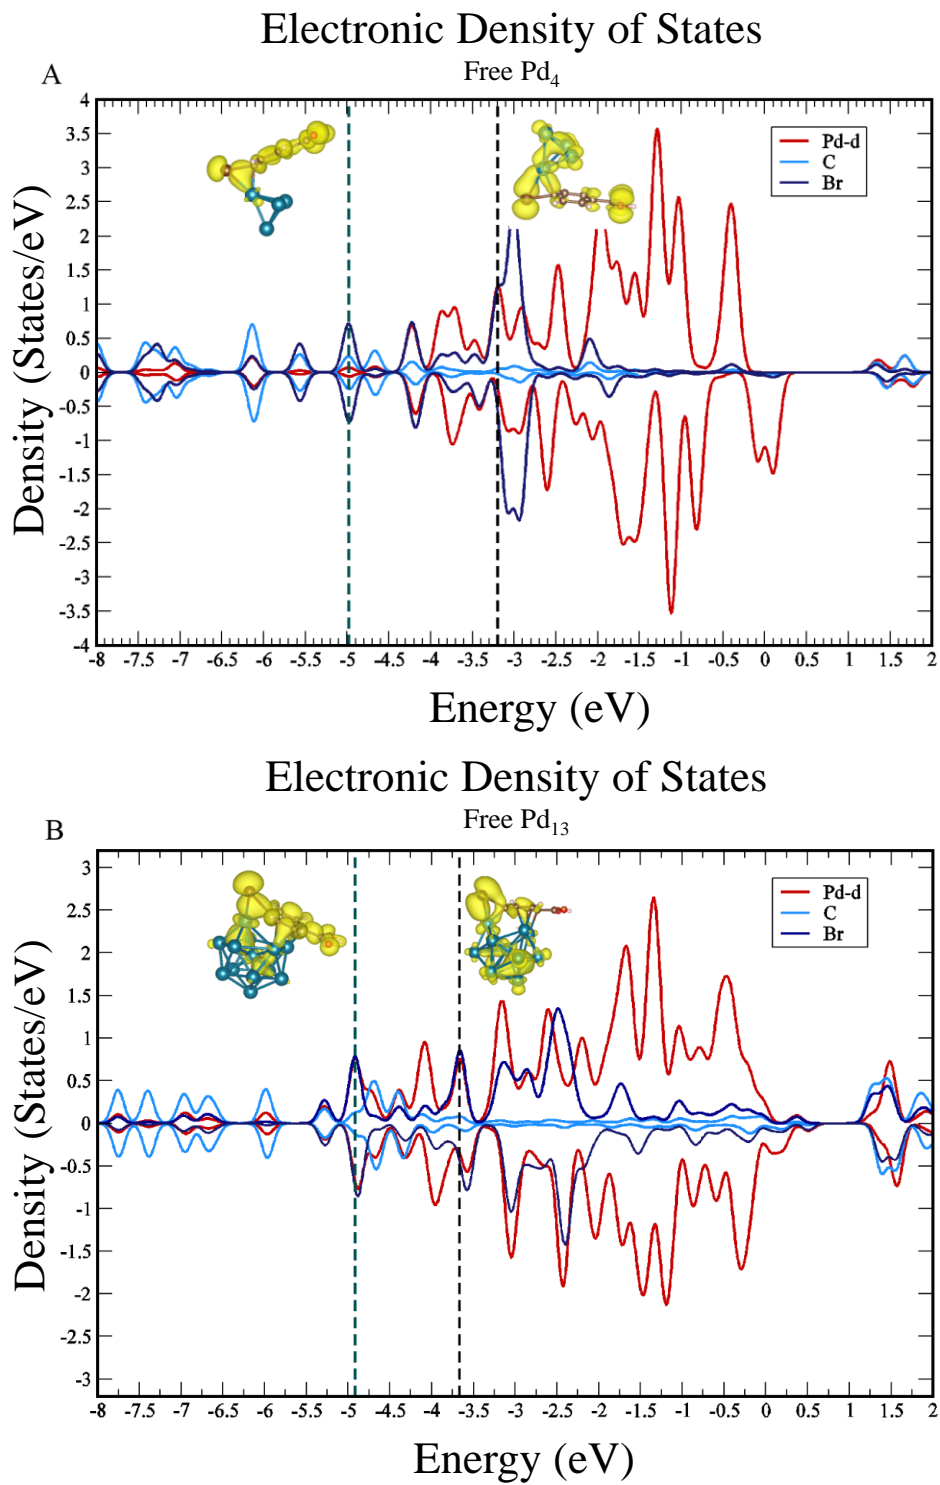 Electronic Density of States
Free Pd₄
A
4
3.5
3
2.5
2
1.5
1
0.5
0
-0.5
-1
-1.5
-2
-2.5
-3
-3.5
-4
Density (States/eV)
Pd-d
C
Br
-8 -7.5 -7 -6.5 -6 -5.5 -5 -4.5 -4 -3.5 -3 -2.5 -2 -1.5 -1 -0.5 0 0.5 1 1.5 2
Energy (eV)
Electronic Density of States
Free Pd₁₃
B
3
2.5
2
1.5
1
0.5
0
-0.5
-1
-1.5
-2
-2.5
-3
Density (States/eV)
Pd-d
C
Br
-8 -7.5 -7 -6.5 -6 -5.5 -5 -4.5 -4 -3.5 -3 -2.5 -2 -1.5 -1 -0.5 0 0.5 1 1.5 2
Energy (eV)